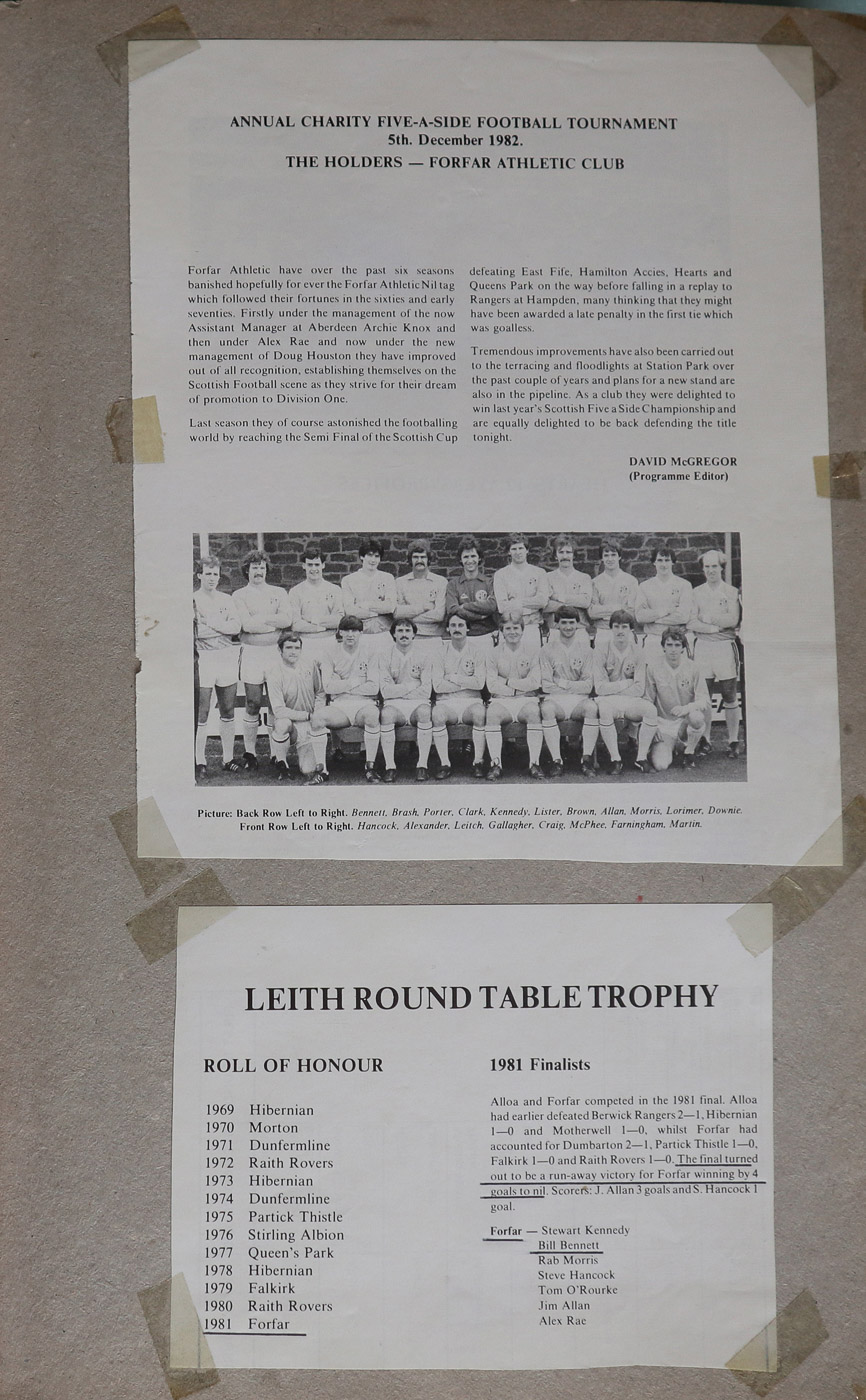 ANNUAL CHARITY FIVE-A-SIDE FOOTBALL TOURNAMENT
5th. December 1982.
THE HOLDERS — FORFAR ATHLETIC CLUB
Forfar Athletic have over the past six seasons
banished hopefully for ever the Forfar Athletic Nil tag
which followed their fortunes in the sixties and early
seventies. Firstly under the management of the now
Assistant Manager at Aberdeen Archie Knox and
then under Alex Rae and now under the new
management of Doug Houston they have improved
out of all recognition, establishing themselves on the
Scottish Football scene as they strive for their dream
of promotion to Division One.
Last season they of course astonished the footballing
world by reaching the Semi Final of the Scottish Cup
defeating East Fife, Hamilton Accies, Hearts and
Queens Park on the way before falling in a replay to
Rangers at Hampden, many thinking that they might
have been awarded a late penalty in the first tie which
was goalless.
Tremendous improvements have also been carried out
to the terracing and floodlights at Station Park over
the past couple of years and plans for a new stand are
also in the pipeline. As a club they were delighted to
win last year's Scottish Five a Side Championship and
are equally delighted to be back defending the title
tonight.
DAVID McGREGOR
(Programme Editor)
Picture: Back Row Left to Right. Bennett, Brash, Porter, Clark, Kennedy, Lister, Brown, Allan, Morris, Lorimer, Downie.
Front Row Left to Right. Hancock, Alexander, Leitch, Gallagher, Craig, McPhee, Farningham, Martin.
LEITH ROUND TABLE TROPHY
ROLL OF HONOUR
1969 Hibernian
1970 Morton
1971 Dunfermline
1972 Raith Rovers
1973 Hibernian
1974 Dunfermline
1975 Partick Thistle
1976 Stirling Albion
1977 Queen's Park
1978 Hibernian
1979 Falkirk
1980 Raith Rovers
1981 Forfar
1981 Finalists
Alloa and Forfar competed in the 1981 final. Alloa
had earlier defeated Berwick Rangers 2—1, Hibernian
1—0 and Motherwell 1—0, whilst Forfar had
accounted for Dumbarton 2—1, Partick Thistle 1—0,
Falkirk 1—0 and Raith Rovers 1—0. The final turned
out to be a run-away victory for Forfar winning by 4
goals to nil. Scorers: J. Allan 3 goals and S. Hancock 1
goal.
Forfar — Stewart Kennedy
Bill Bennett
Rab Morris
Steve Hancock
Tom O'Rourke
Jim Allan
Alex Rae